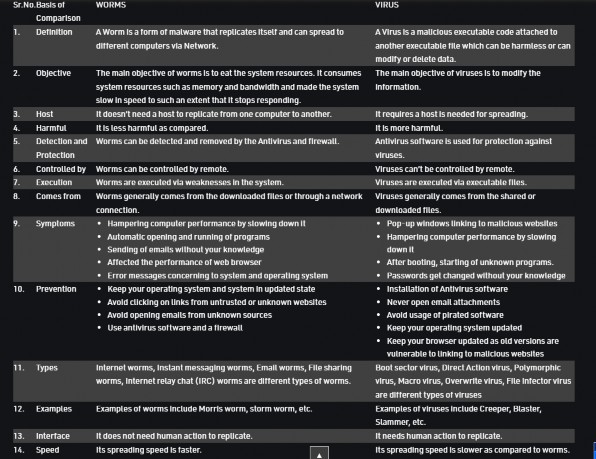 Sr.No. Basis of Comparison WORMS VIRUS
1. Definition A Worm is a form of malware that replicates itself and can spread to different computers via Network. A Virus is a malicious executable code attached to another executable file which can be harmless or can modify or delete data.
2. Objective The main objective of worms is to eat the system resources. It consumes system resources such as memory and bandwidth and made the system slow in speed to such an extent that it stops responding. The main objective of viruses is to modify the information.
3. Host It doesn't need a host to replicate from one computer to another. It requires a host is needed for spreading.
4. Harmful It is less harmful as compared. It is more harmful.
5. Detection and Protection Worms can be detected and removed by the Antivirus and firewall. Antivirus software is used for protection against viruses.
6. Controlled by Worms can be controlled by remote. Viruses can't be controlled by remote.
7. Execution Worms are executed via weaknesses in the system. Viruses are executed via executable files.
8. Comes from Worms generally comes from the downloaded files or through a network connection. Viruses generally comes from the shared or downloaded files.
9. Symptoms
• Hampering computer performance by slowing down it
• Automatic opening and running of programs
• Sending of emails without your knowledge
• Affected the performance of web browser
• Error messages concerning to system and operating system
• Pop-up windows linking to malicious websites
• Hampering computer performance by slowing down it
• After booting, starting of unknown programs.
• Passwords get changed without your knowledge
10. Prevention
• Keep your operating system and system in updated state
• Avoid clicking on links from untrusted or unknown websites
• Avoid opening emails from unknown sources
• Use antivirus software and a firewall
• Installation of Antivirus software
• Never open email attachments
• Avoid usage of pirated software
• Keep your operating system updated
• Keep your browser updated as old versions are vulnerable to linking to malicious websites
11. Types Internet worms, Instant messaging worms, Email worms, File sharing worms, Internet relay chat (IRC) worms are different types of worms. Boot sector virus, Direct Action virus, Polymorphic virus, Macro virus, Overwrite virus, File Infector virus are different types of viruses
12. Examples Examples of worms include Morris worm, storm worm, etc. Examples of viruses include Creeper, Blaster, Slammer, etc.
13. Interface It does not need human action to replicate. It needs human action to replicate.
14. Speed Its spreading speed is faster. Its spreading speed is slower as compared to worms.